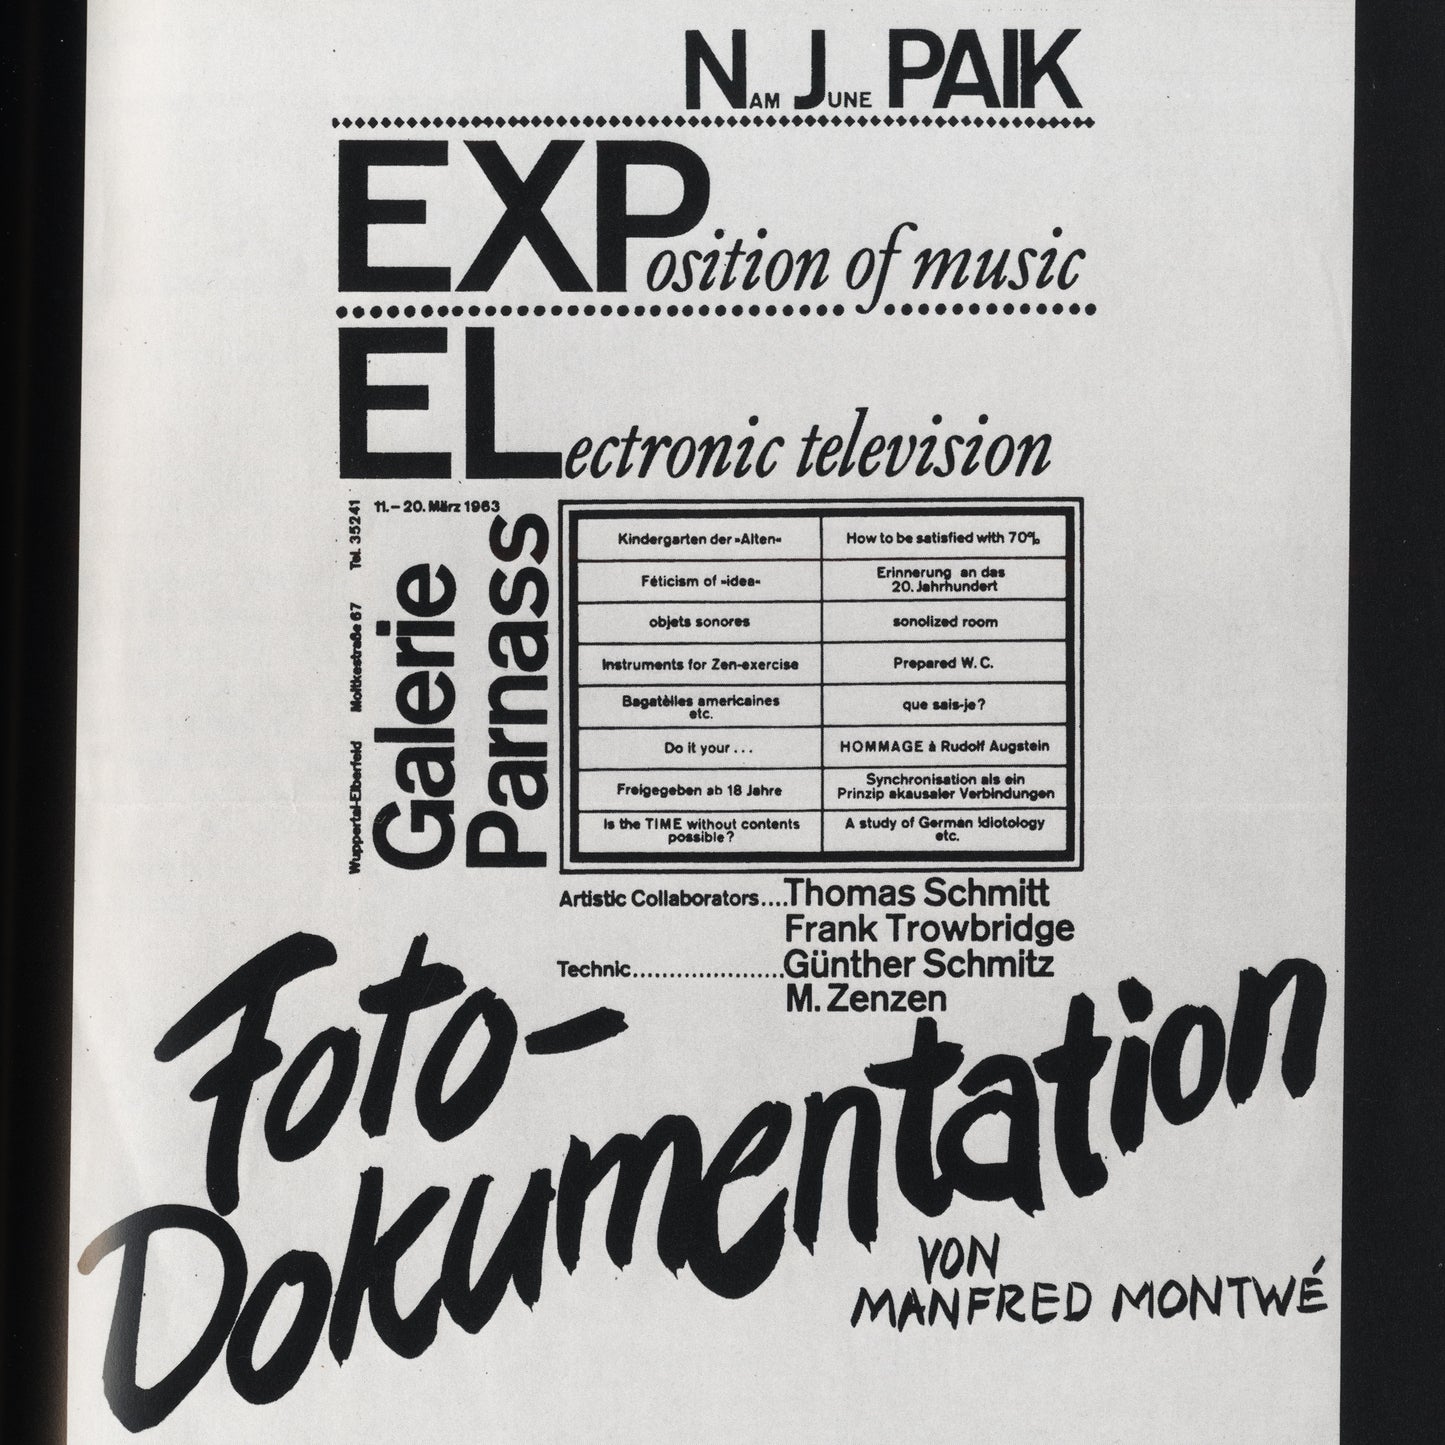 NAM JUNE PAIK
EXPosition of music
ELectronic television
11.–20. März 1963
Wuppertal-Elberfeld Moltkestraße 67 Tel. 35241
Galerie
Parnass
Kindergarten der »Alten«
How to be satisfied with 70%
Féticism of »idea«
Erinnerung an das
20. Jahrhundert
objets sonores
sonolized room
Instruments for Zen-exercise
Prepared W. C.
Bagatèlles americaines
etc.
que sais-je?
Do it your . . .
HOMMAGE à Rudolf Augstein
Freigegeben ab 18 Jahre
Synchronisation als ein
Prinzip akausaler Verbindungen
Is the TIME without contents
possible?
A study of German Idiotology
etc.
Artistic Collaborators....Thomas Schmitt
Frank Trowbridge
Technic.....................Günther Schmitz
M. Zenzen
Foto-
Dokumentation
VON
MANFRED MONTWÉ